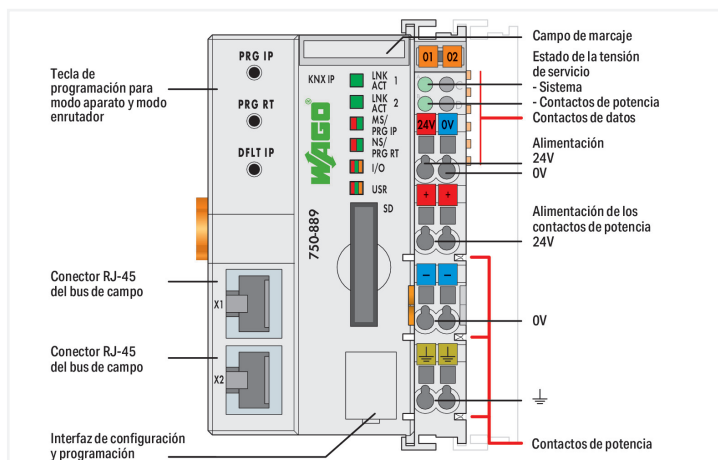 Tecla de
programación para
modo aparato y modo
enrutador
Conector RJ-45
del bus de campo
Conector RJ-45
del bus de campo
Interfaz de configuración
y programación
PRG IP
PRG RT
DFLT IP
X1
X2
KNX IP
LNK 1
ACT
LNK 2
ACT
MS/
PRG IP
NS/
PRG RT
I/O
USR
SD
WAGO
750-889
01 02
C
D
24V 0V
+ +
− −
Campo de marcaje
Estado de la tensión
de servicio
- Sistema
- Contactos de potencia
Contactos de datos
Alimentación
24V
0V
Alimentación de los
contactos de potencia
24V
0V
Contactos de potencia